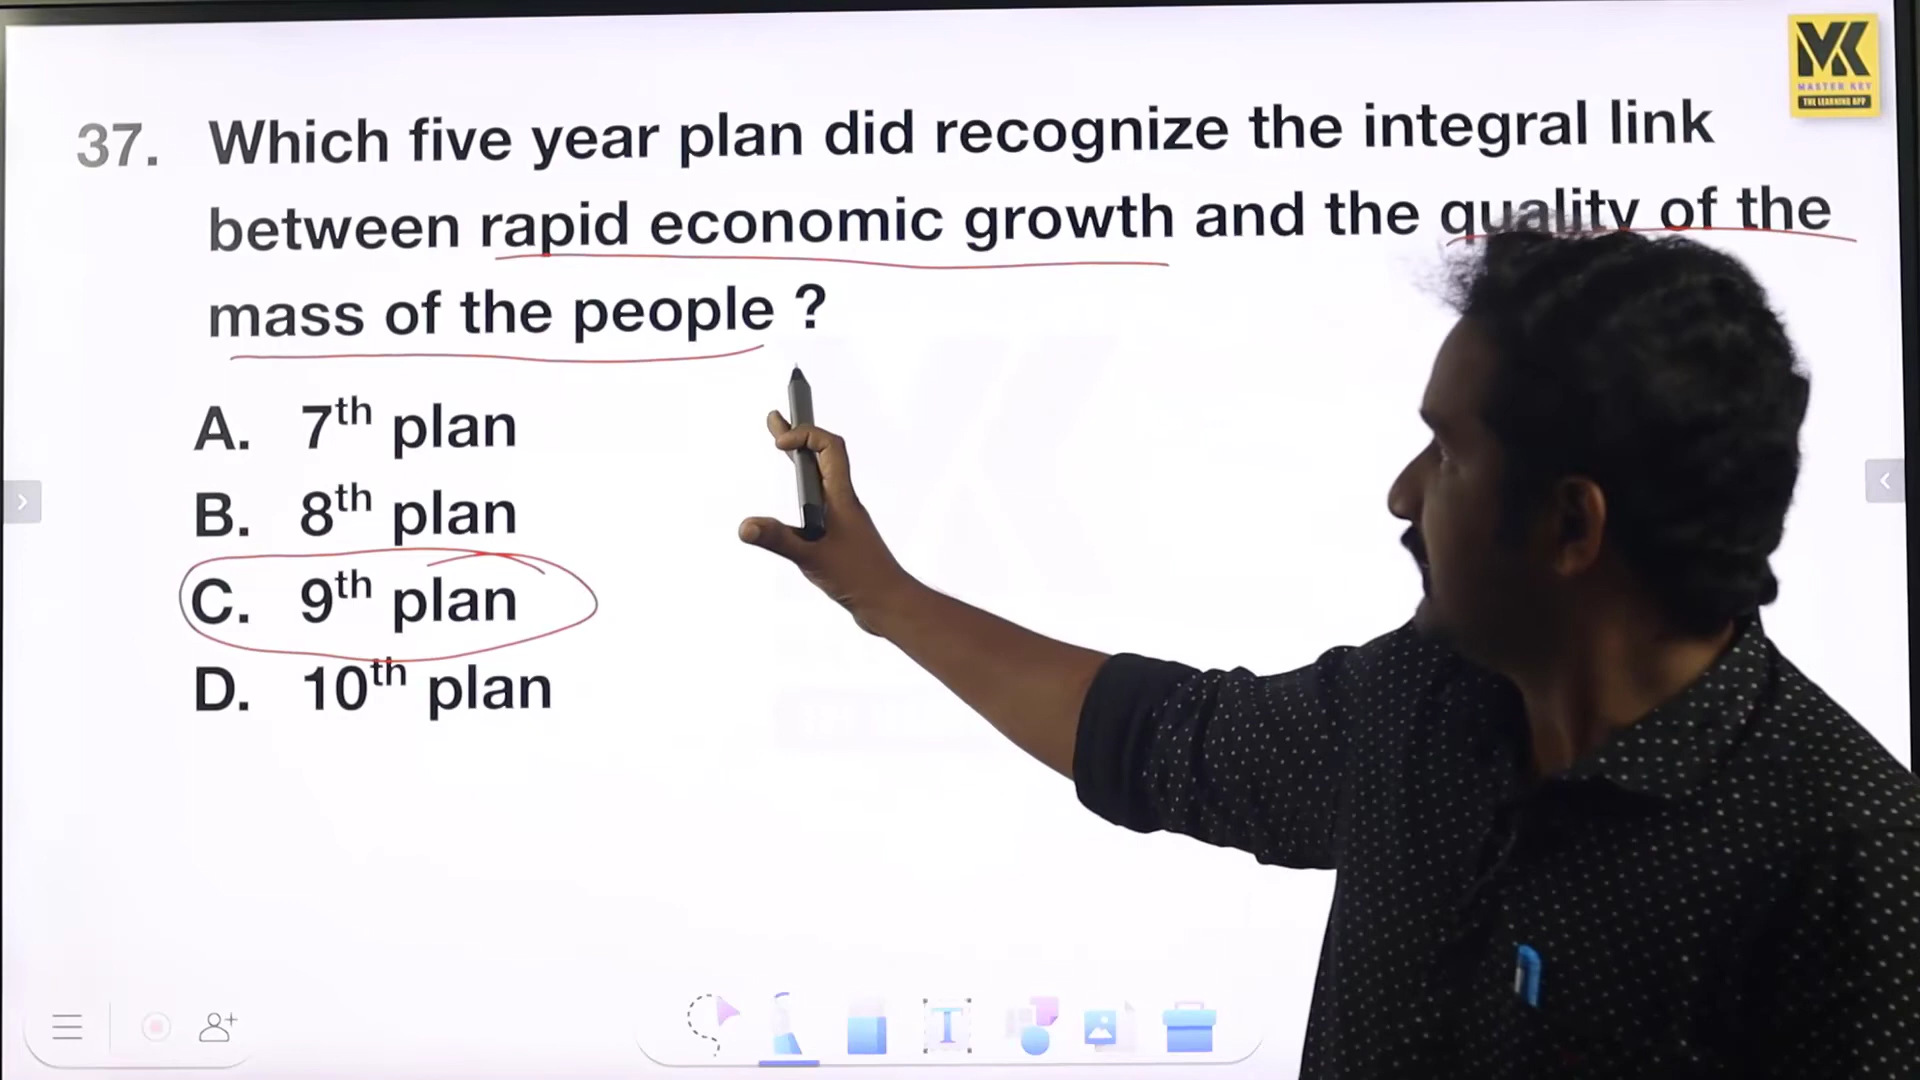 MK
MASTER KEY
THE LEARNING APP
37. Which five year plan did recognize the integral link
between rapid economic growth and the quality of the
mass of the people ?
A. 7th plan
B. 8th plan
C. 9th plan
D. 10th plan
T